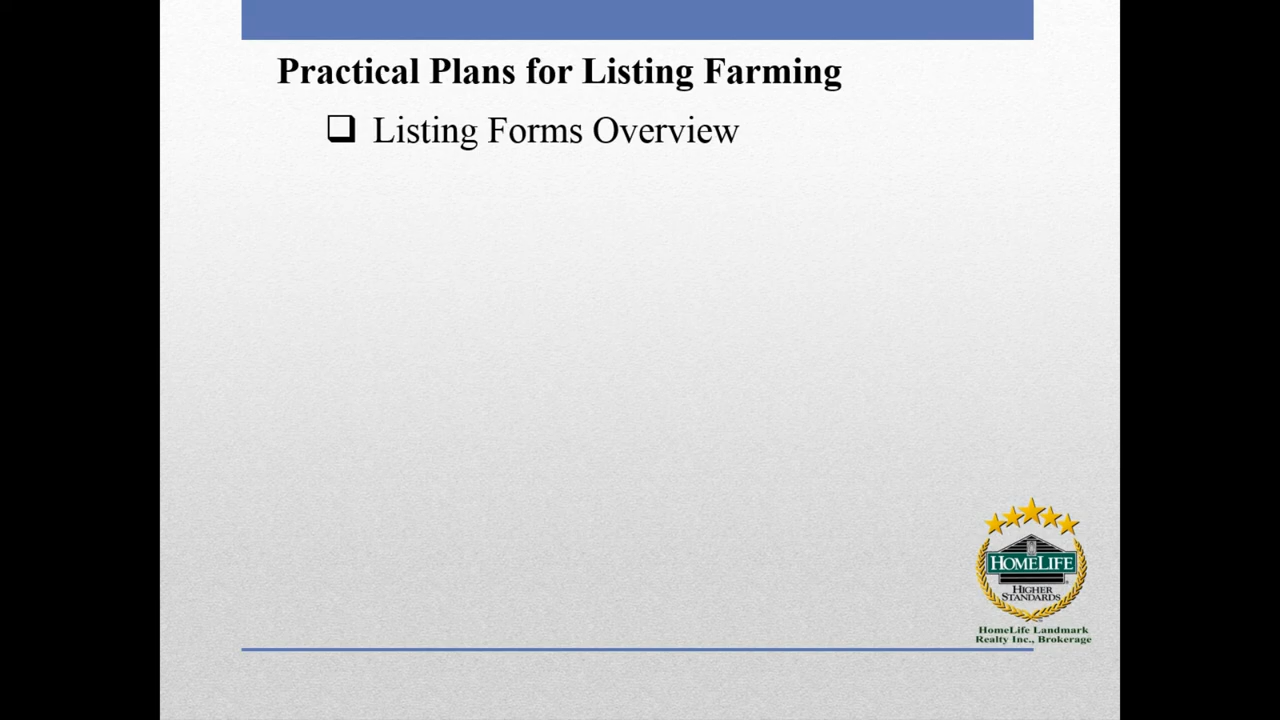 Practical Plans for Listing Farming
Listing Forms Overview
HOMELIFE
HIGHER
STANDARDS
HomeLife Landmark
Realty Inc., Brokerage